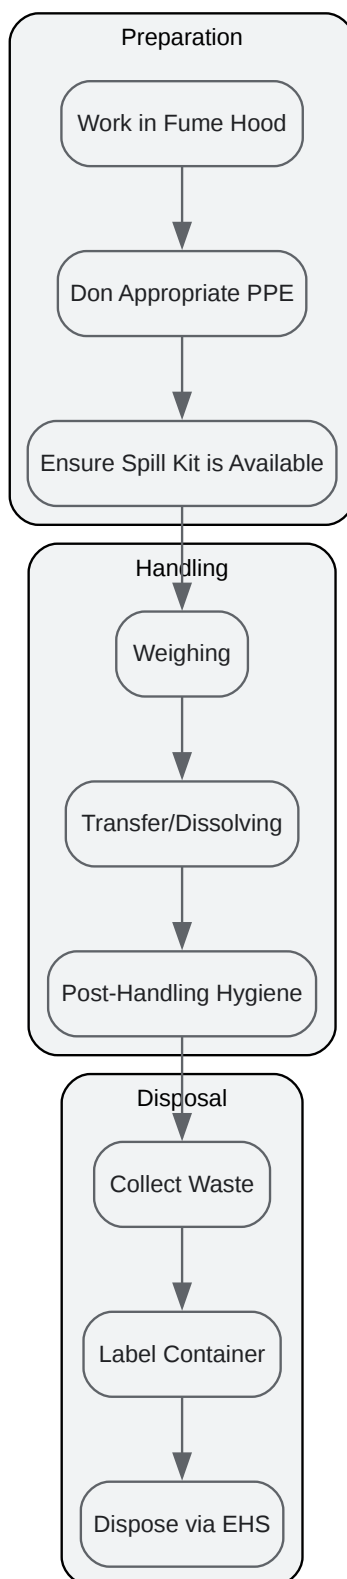 Preparation
Work in Fume Hood
Don Appropriate PPE
Ensure Spill Kit is Available
Handling
Weighing
Transfer/Dissolving
Post-Handling Hygiene
Disposal
Collect Waste
Label Container
Dispose via EHS